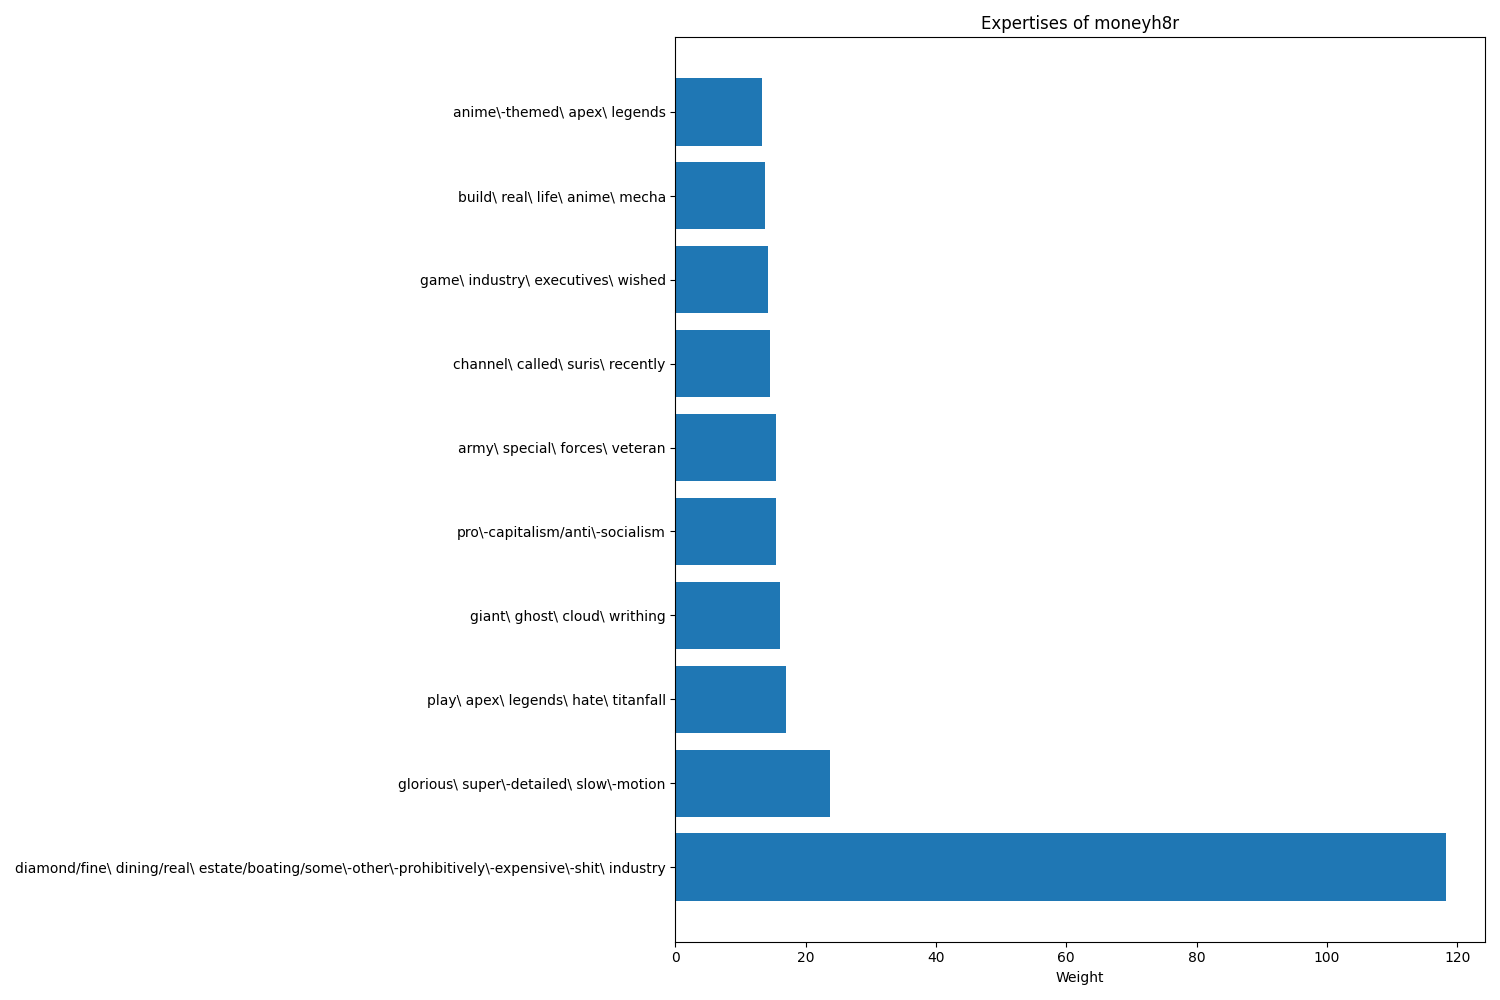 Expertises of moneyh8r
anime\-themed\ apex\ legends
build\ real\ life\ anime\ mecha
game\ industry\ executives\ wished
channel\ called\ suris\ recently
army\ special\ forces\ veteran
pro\-capitalism/anti\-socialism
giant\ ghost\ cloud\ writhing
play\ apex\ legends\ hate\ titanfall
glorious\ super\-detailed\ slow\-motion
diamond/fine\ dining/real\ estate/boating/some\-other\-prohibitively\-expensive\-shit\ industry
0 20 40 60 80 100 120
Weight